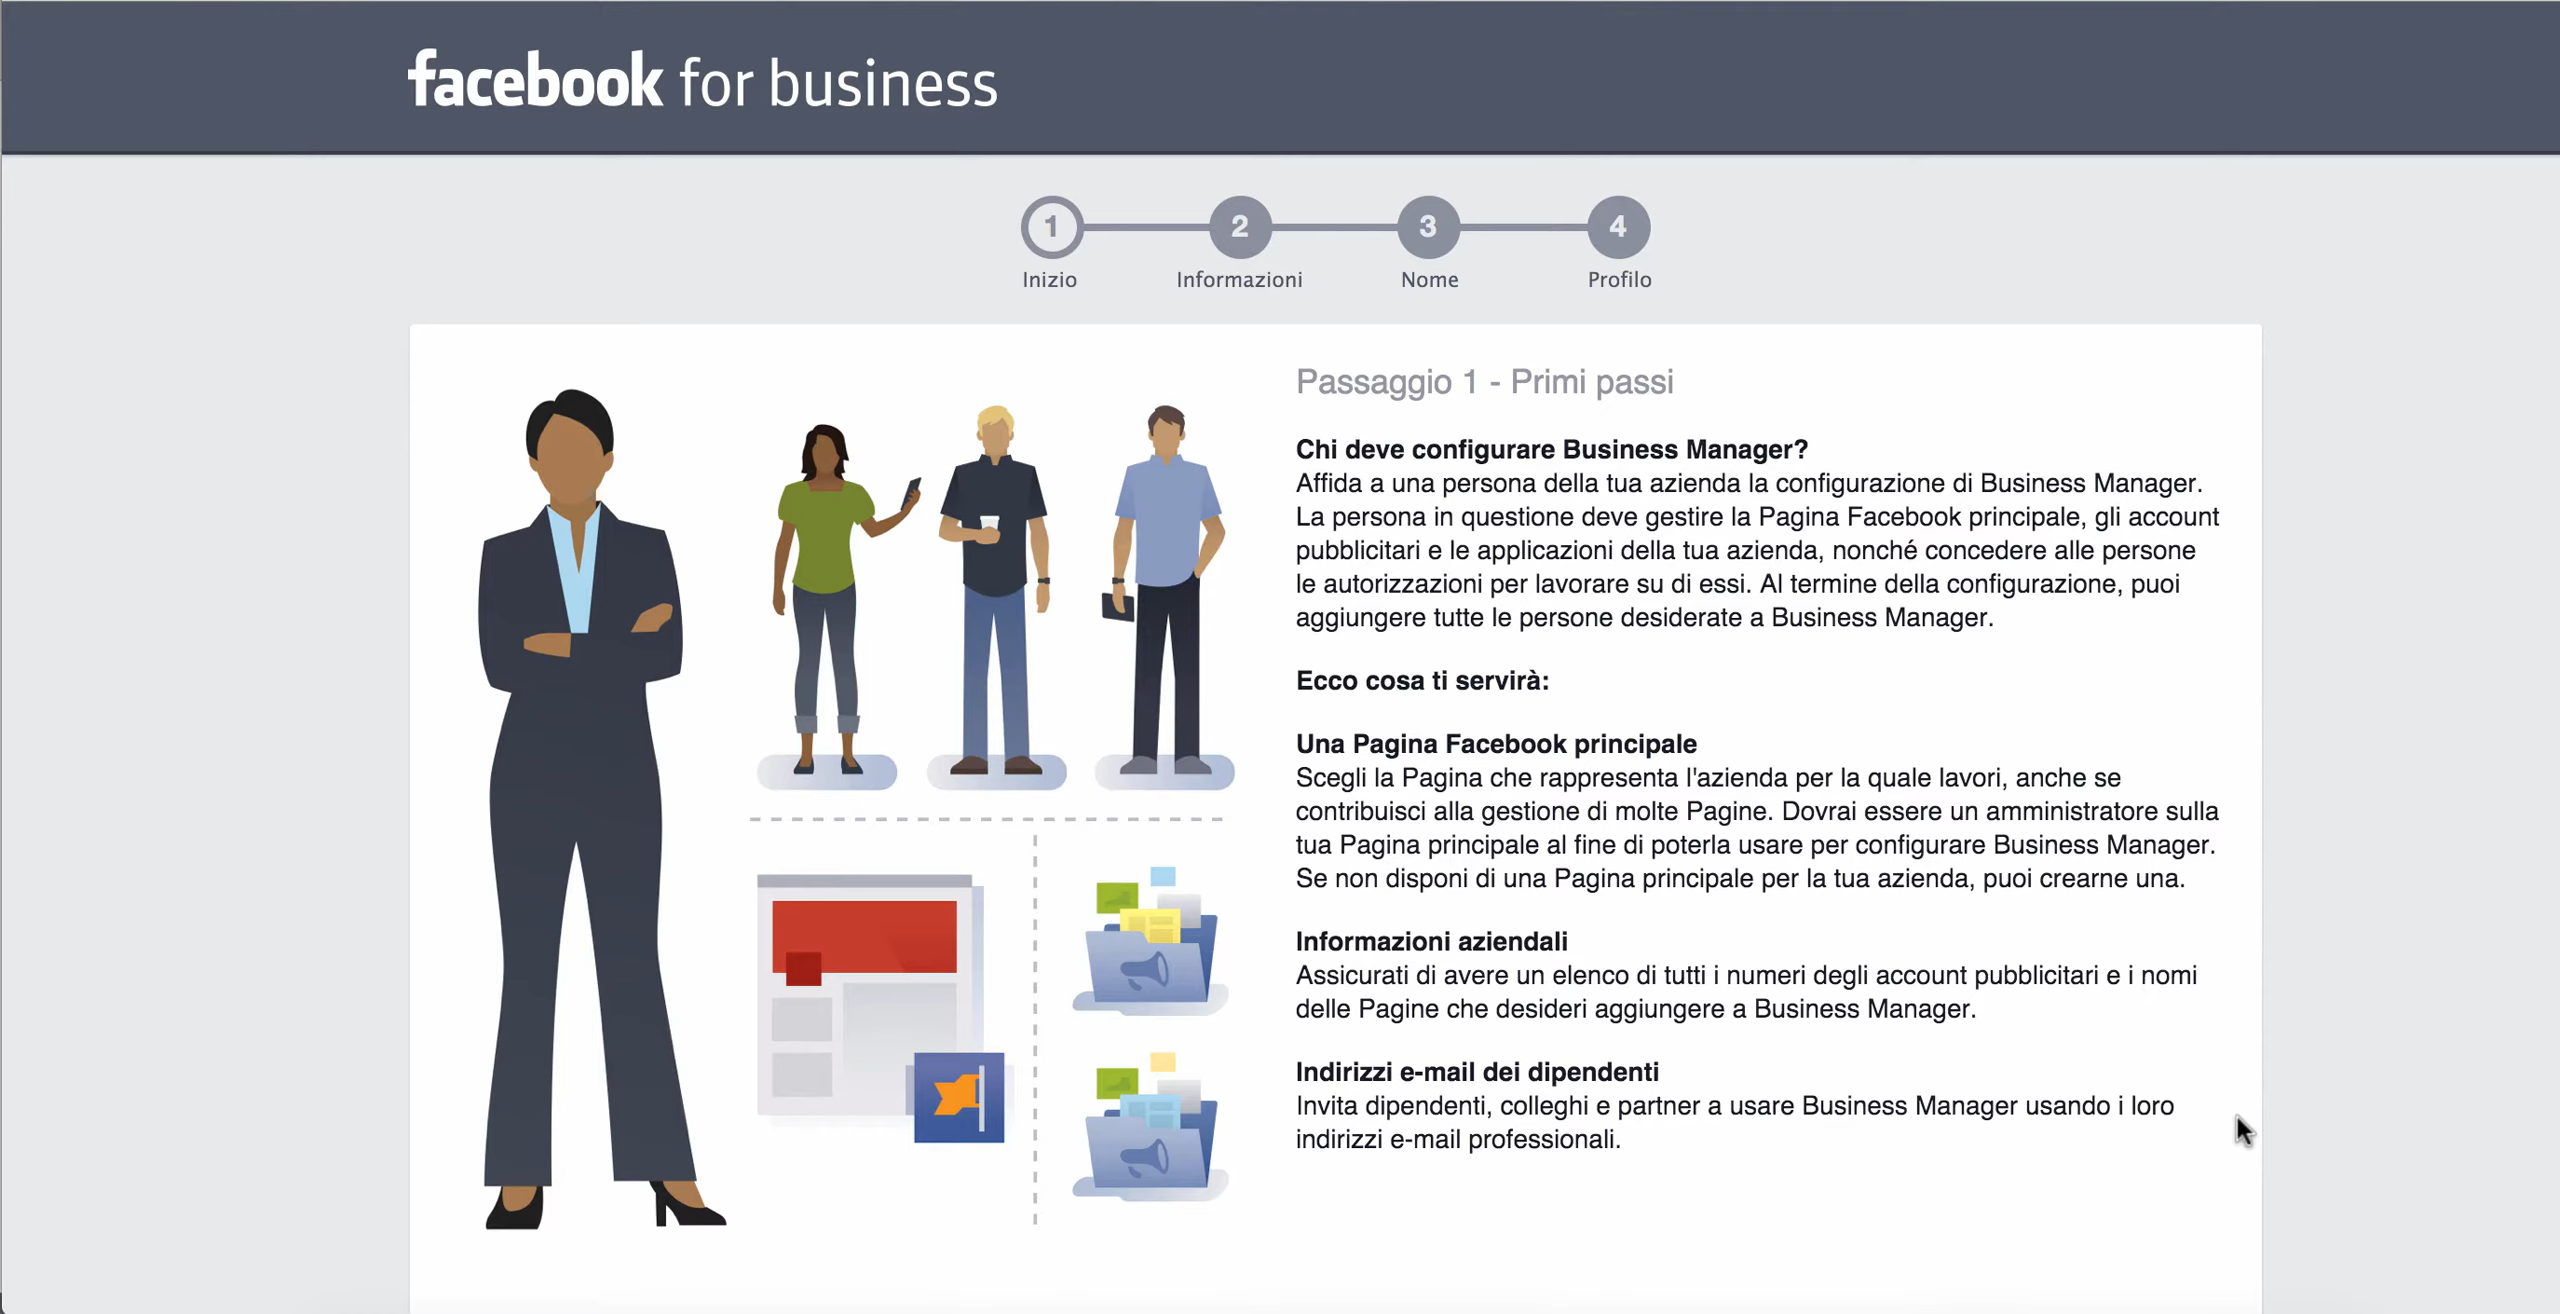 facebook for business
1 2 3 4
Inizio Informazioni Nome Profilo
Passaggio 1 - Primi passi
Chi deve configurare Business Manager?
Affida a una persona della tua azienda la configurazione di Business Manager.
La persona in questione deve gestire la Pagina Facebook principale, gli account
pubblicitari e le applicazioni della tua azienda, nonché concedere alle persone
le autorizzazioni per lavorare su di essi. Al termine della configurazione, puoi
aggiungere tutte le persone desiderate a Business Manager.
Ecco cosa ti servirà:
Una Pagina Facebook principale
Scegli la Pagina che rappresenta l'azienda per la quale lavori, anche se
contribuisci alla gestione di molte Pagine. Dovrai essere un amministratore sulla
tua Pagina principale al fine di poterla usare per configurare Business Manager.
Se non disponi di una Pagina principale per la tua azienda, puoi crearne una.
Informazioni aziendali
Assicurati di avere un elenco di tutti i numeri degli account pubblicitari e i nomi
delle Pagine che desideri aggiungere a Business Manager.
Indirizzi e-mail dei dipendenti
Invita dipendenti, colleghi e partner a usare Business Manager usando i loro
indirizzi e-mail professionali.